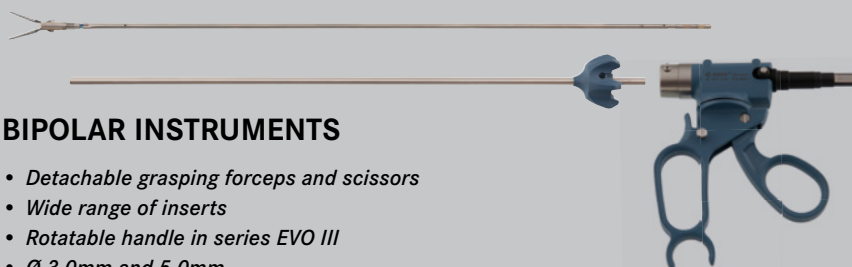 BIPOLAR INSTRUMENTS
• Detachable grasping forceps and scissors
• Wide range of inserts
• Rotatable handle in series EVO III
• Ø 3.0mm and 5.0mm